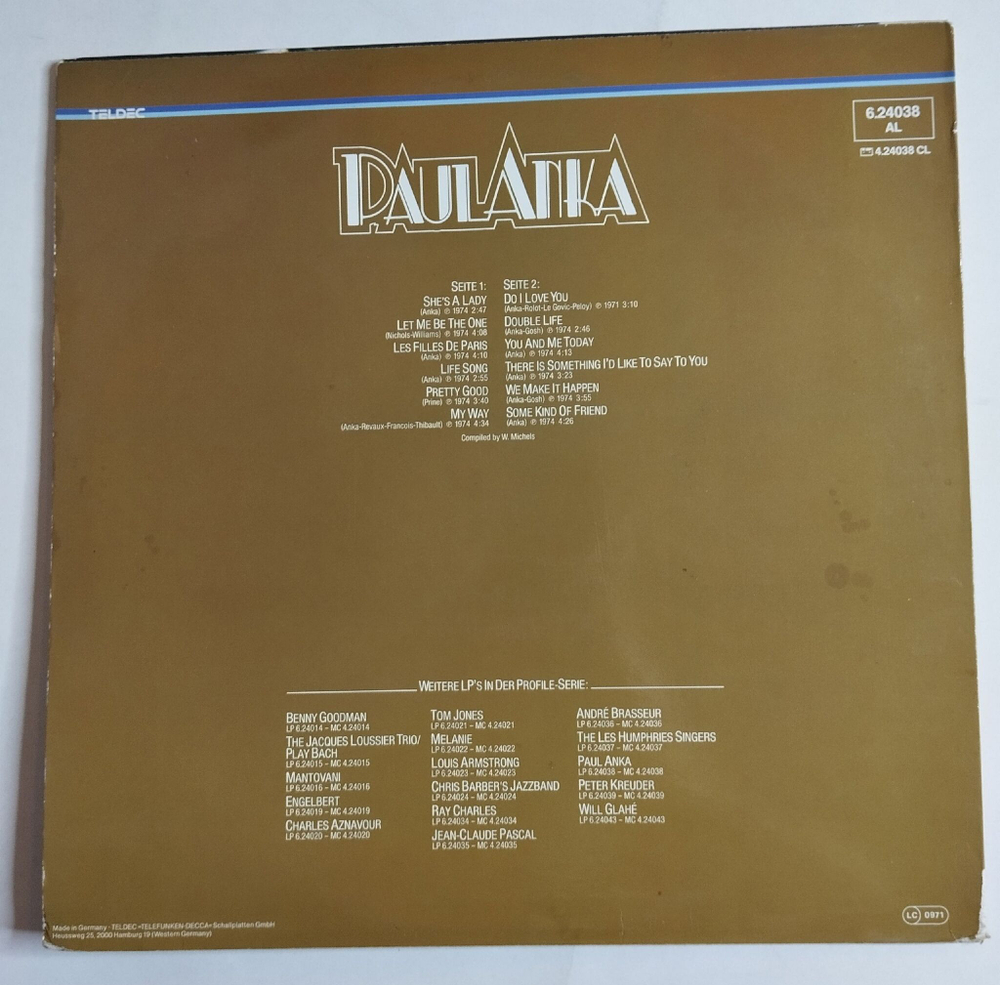 TELDEC
6.24038
AL
4.24038 CL
PAUL ANKA
SEITE 1:
SHE'S A LADY
(Anka) ℗ 1974 2:47
LET ME BE THE ONE
(Nichols-Williams) ℗ 1974 4:08
LES FILLES DE PARIS
(Anka) ℗ 1974 4:10
LIFE SONG
(Anka) ℗ 1974 2:55
PRETTY GOOD
(Prine) ℗ 1974 3:40
MY WAY
(Anka-Revaux-Francois-Thibault) ℗ 1974 4:34
SEITE 2:
DO I LOVE YOU
(Anka-Rolot-Le Govic-Peloy) ℗ 1971 3:10
DOUBLE LIFE
(Anka-Gosh) ℗ 1974 2:46
YOU AND ME TODAY
(Anka) ℗ 1974 4:13
THERE IS SOMETHING I'D LIKE TO SAY TO YOU
(Anka) ℗ 1974 3:23
WE MAKE IT HAPPEN
(Anka-Gosh) ℗ 1974 3:55
SOME KIND OF FRIEND
(Anka) ℗ 1974 4:26
Compiled by W. Michels
WEITERE LP'S IN DER PROFILE-SERIE:
BENNY GOODMAN
LP 6.24014 – MC 4.24014
THE JACQUES LOUSSIER TRIO/
PLAY BACH
LP 6.24015 – MC 4.24015
MANTOVANI
LP 6.24016 – MC 4.24016
ENGELBERT
LP 6.24019 – MC 4.24019
CHARLES AZNAVOUR
LP 6.24020 – MC 4.24020
TOM JONES
LP 6.24021 – MC 4.24021
MELANIE
LP 6.24022 – MC 4.24022
LOUIS ARMSTRONG
LP 6.24023 – MC 4.24023
CHRIS BARBER'S JAZZBAND
LP 6.24024 – MC 4.24024
RAY CHARLES
LP 6.24034 – MC 4.24034
JEAN-CLAUDE PASCAL
LP 6.24035 – MC 4.24035
ANDRÉ BRASSEUR
LP 6.24036 – MC 4.24036
THE LES HUMPHRIES SINGERS
LP 6.24037 – MC 4.24037
PAUL ANKA
LP 6.24038 – MC 4.24038
PETER KREUDER
LP 6.24039 – MC 4.24039
WILL GLAHÉ
LP 6.24043 – MC 4.24043
Made in Germany · TELDEC »TELEFUNKEN-DECCA« Schallplatten GmbH
Heussweg 25, 2000 Hamburg 19 (Western Germany)
LC 0971